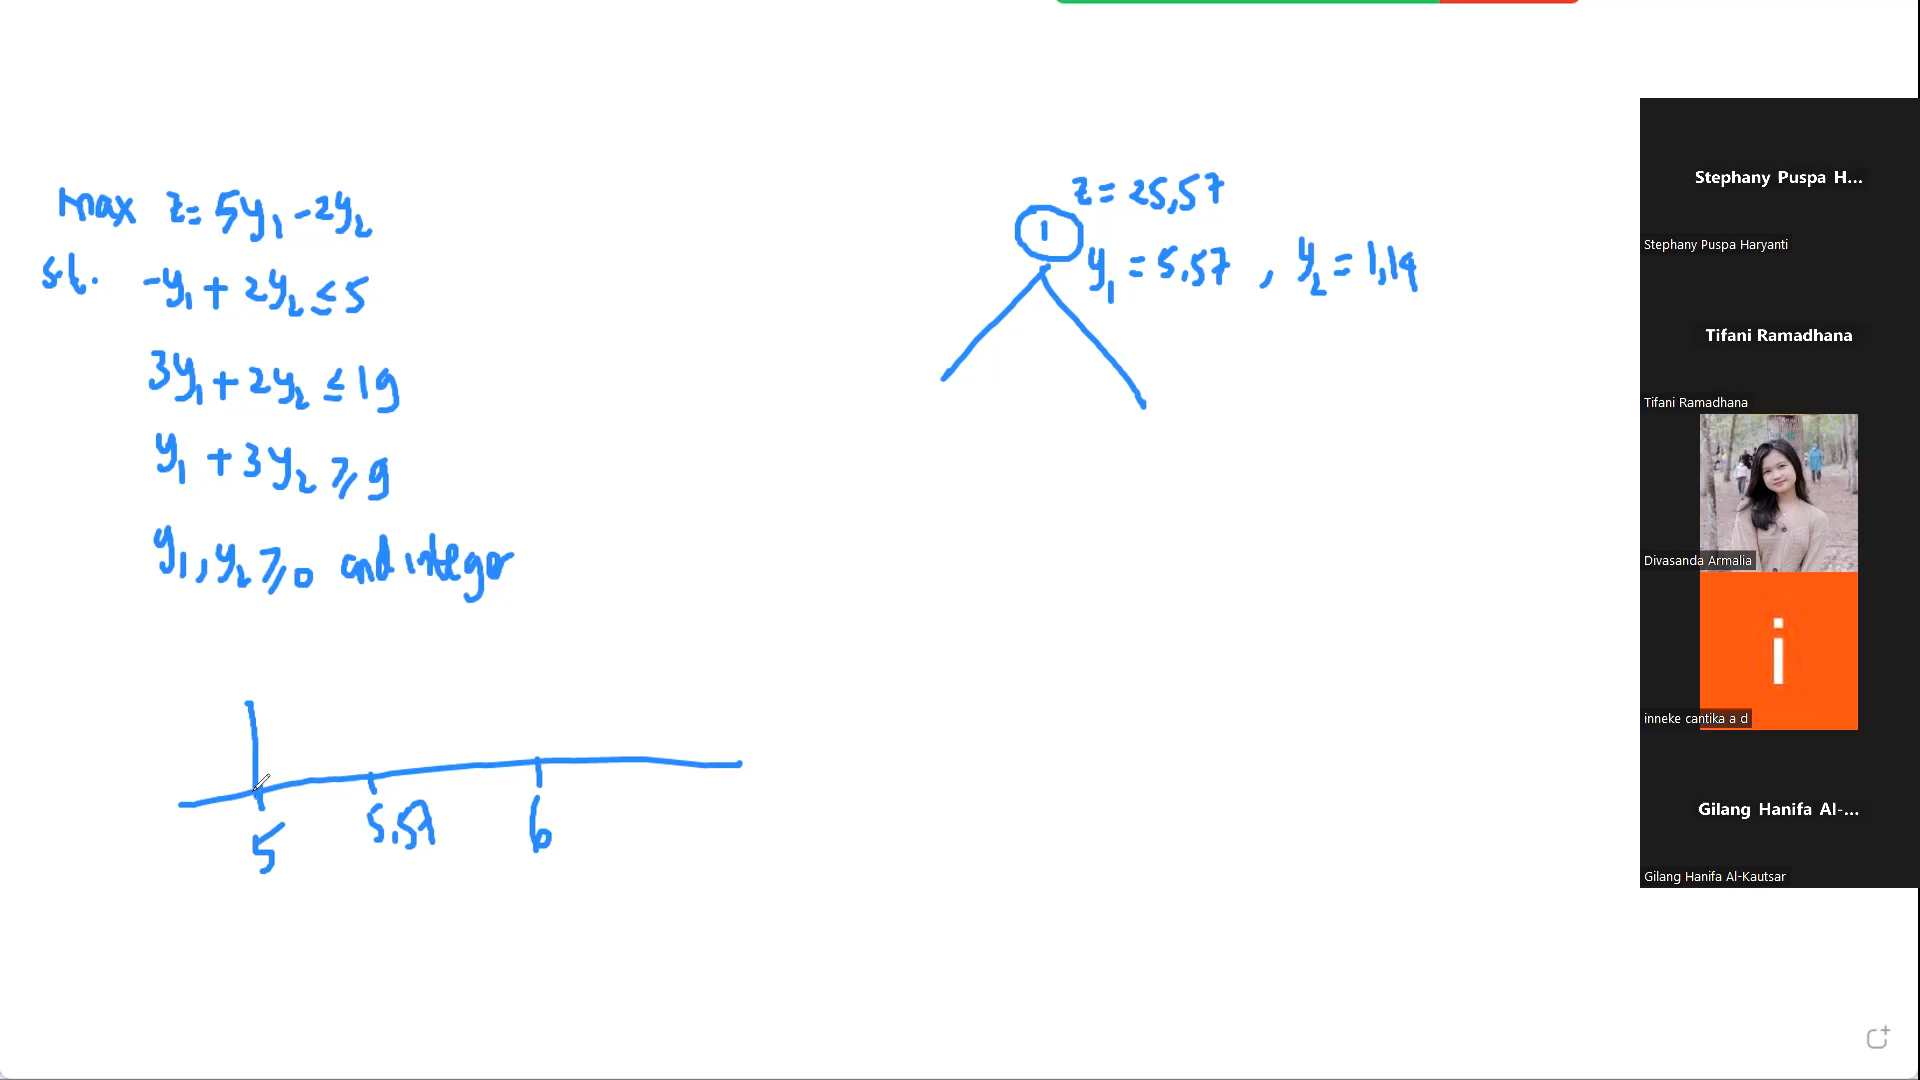 max z = 5y₁ - 2y₂
st. -y₁ + 2y₂ ≤ 5
3y₁ + 2y₂ ≤ 19
y₁ + 3y₂ ≥ 9
y₁, y₂ ≥ 0 and integer
5
5.57
6
z = 25,57
1
y₁ = 5.57 , y₂ = 1,14
Stephany Puspa H...
Stephany Puspa Haryanti
Tifani Ramadhana
Tifani Ramadhana
Divasanda Armalia
i
inneke cantika a d
Gilang Hanifa Al-...
Gilang Hanifa Al-Kautsar